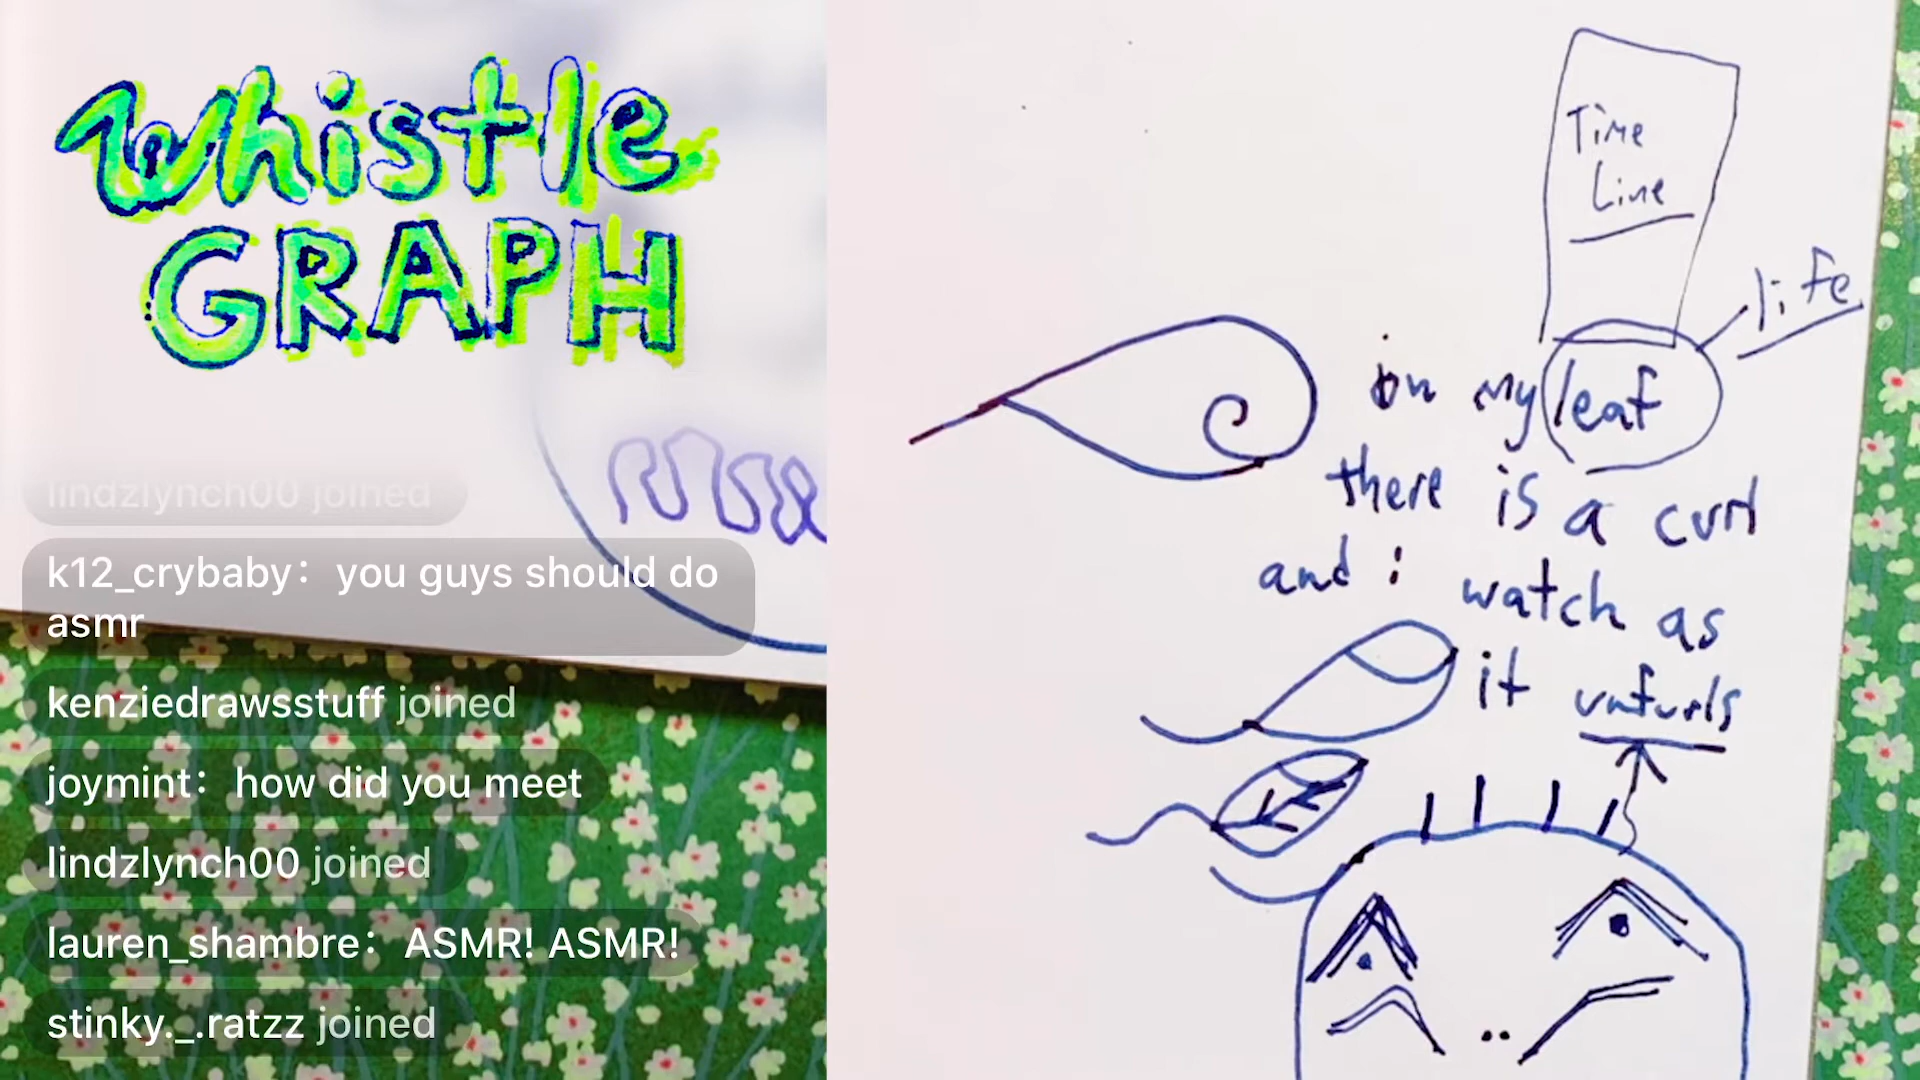 Whistle
GRAPH
lindzlynch00 joined
k12_crybaby: you guys should do
asmr
kenziedrawsstuff joined
joymint: how did you meet
lindzlynch00 joined
lauren_shambre: ASMR! ASMR!
stinky._.ratzz joined
Time
Line
life
on my leaf
there is a curl
and i watch as
it unfurls